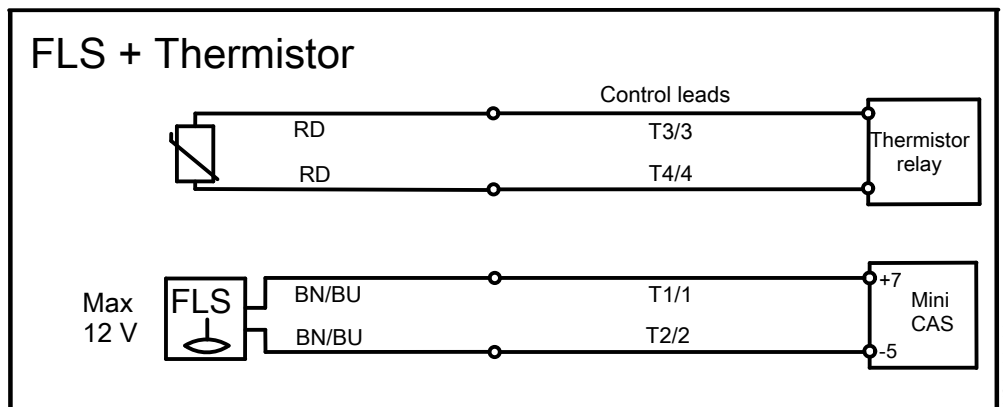 FLS + Thermistor
Control leads
RD
T3/3
Thermistor
relay
RD
T4/4
Max
12 V
FLS
BN/BU
T1/1
+7
Mini
CAS
BN/BU
T2/2
-5